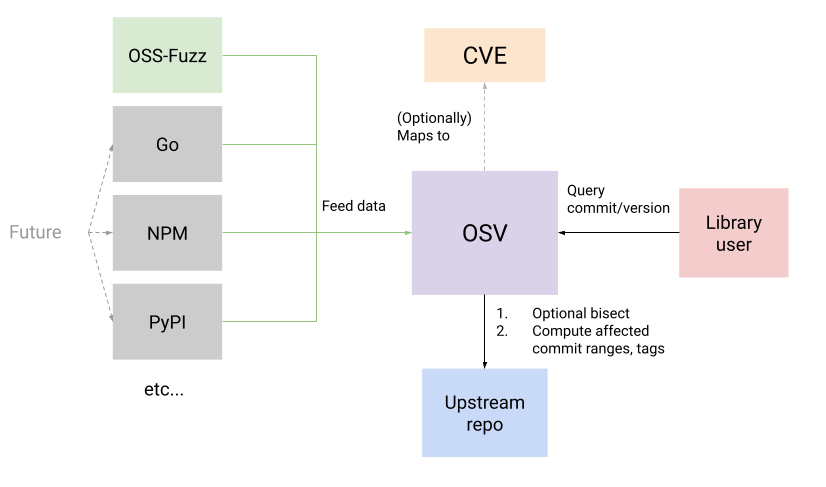 OSS-Fuzz
Go
Future
NPM
PyPI
etc...
Feed data
CVE
(Optionally)
Maps to
OSV
Query
commit/version
Library
user
1. Optional bisect
2. Compute affected
commit ranges, tags
Upstream
repo